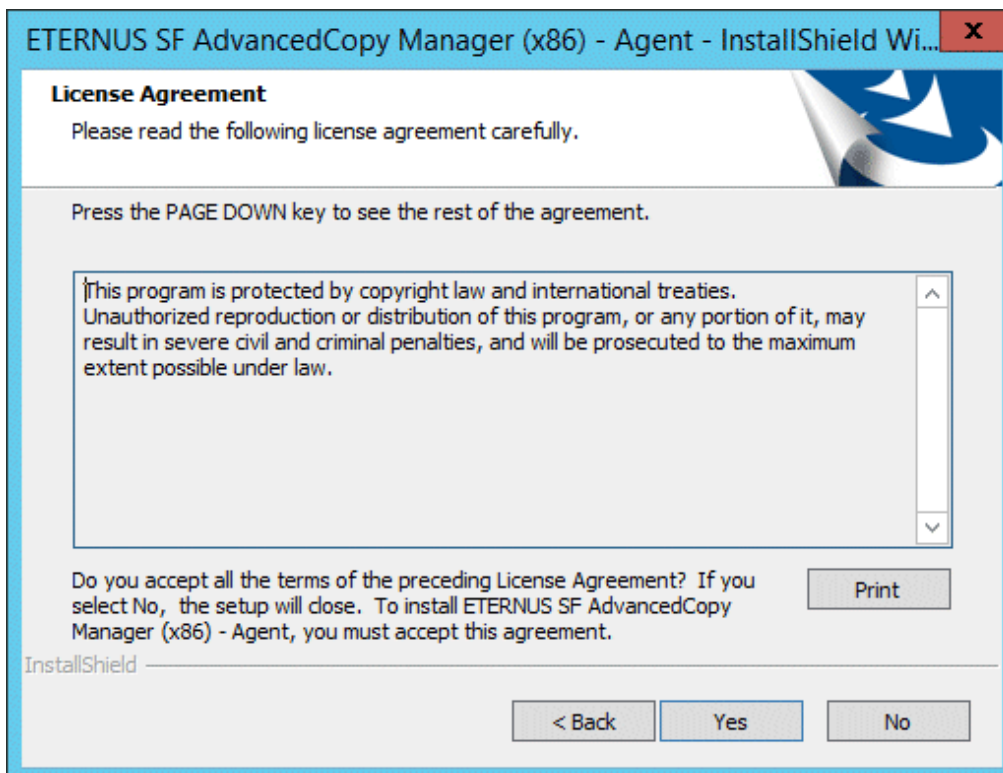 ETERNUS SF AdvancedCopy Manager (x86) - Agent - InstallShield Wi...
x
License Agreement
Please read the following license agreement carefully.
Press the PAGE DOWN key to see the rest of the agreement.
This program is protected by copyright law and international treaties.
Unauthorized reproduction or distribution of this program, or any portion of it, may
result in severe civil and criminal penalties, and will be prosecuted to the maximum
extent possible under law.
Do you accept all the terms of the preceding License Agreement?  If you
select No,  the setup will close.  To install ETERNUS SF AdvancedCopy
Manager (x86) - Agent, you must accept this agreement.
Print
InstallShield
< Back
Yes
No